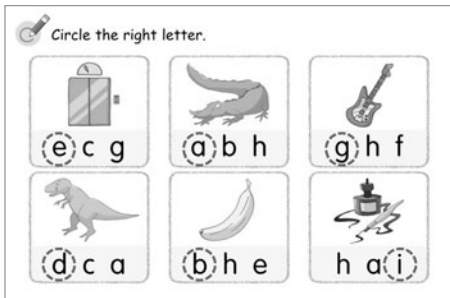 Circle the right letter.
e c g
a b h
g h f
d c a
b h e
h a i